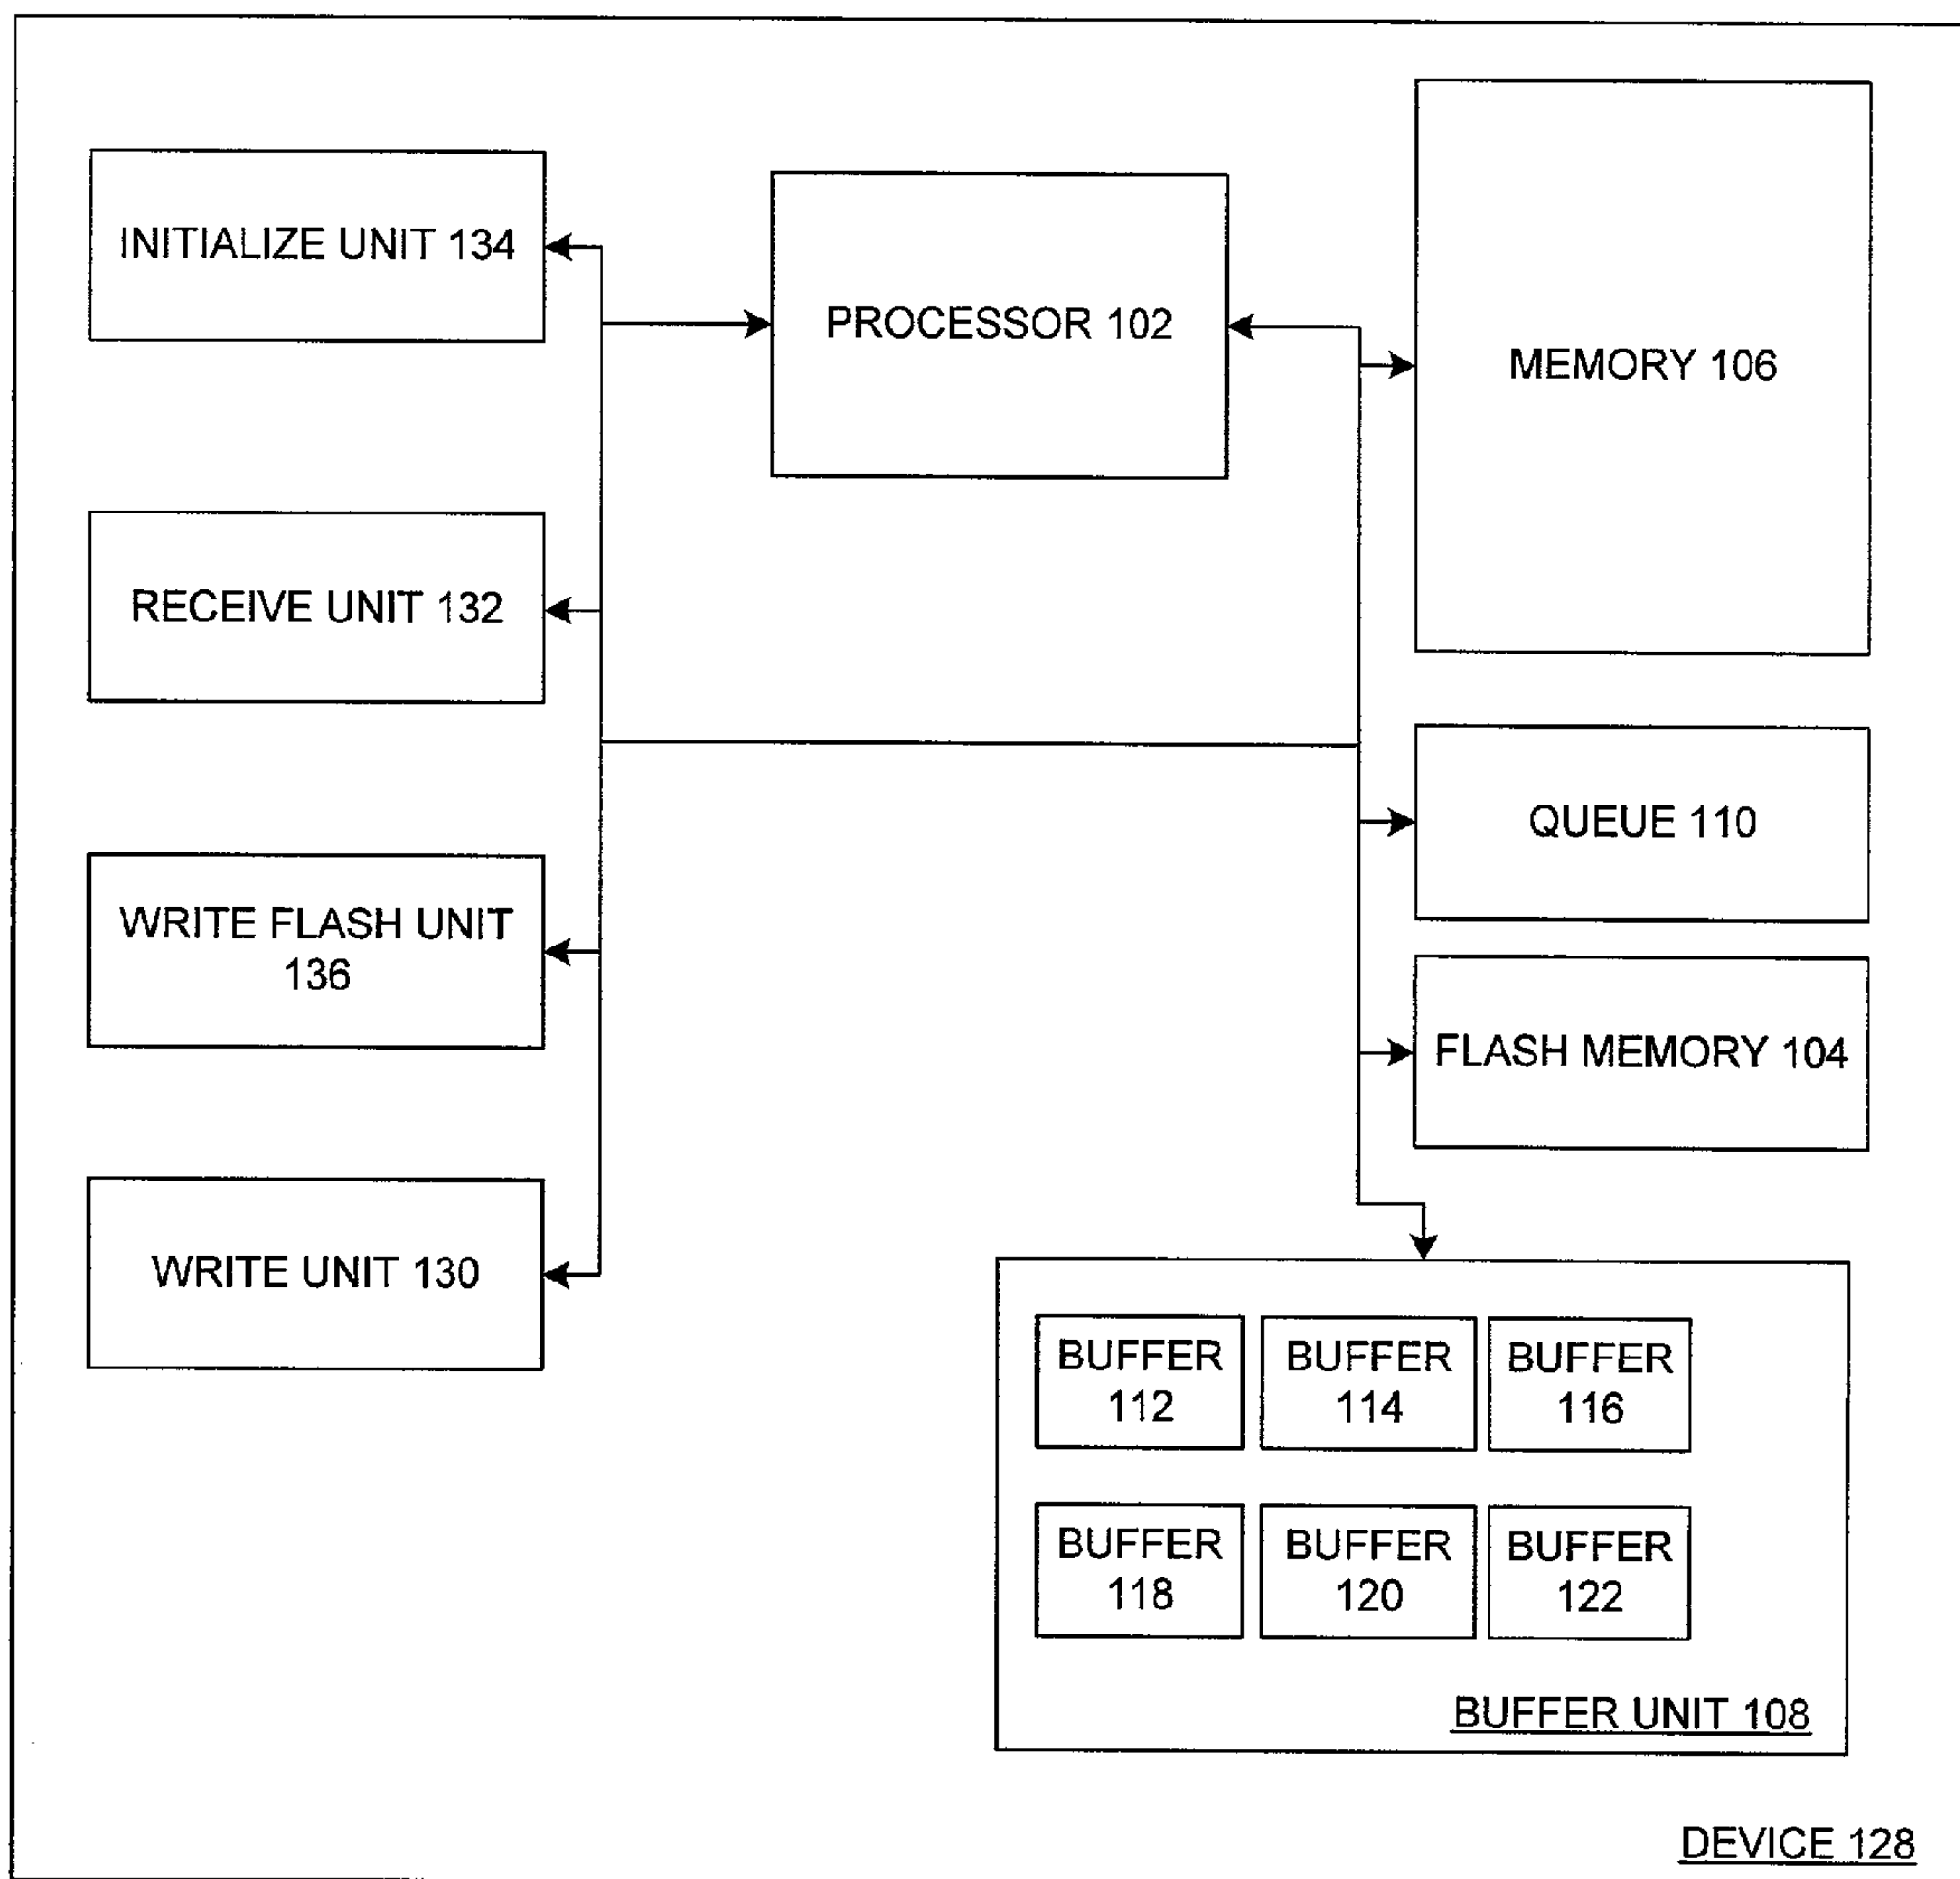 INITIALIZE UNIT 134
PROCESSOR 102
MEMORY 106
RECEIVE UNIT 132
QUEUE 110
WRITE FLASH UNIT
136
FLASH MEMORY 104
WRITE UNIT 130
BUFFER
112
BUFFER
114
BUFFER
116
BUFFER
118
BUFFER
120
BUFFER
122
BUFFER UNIT 108
DEVICE 128